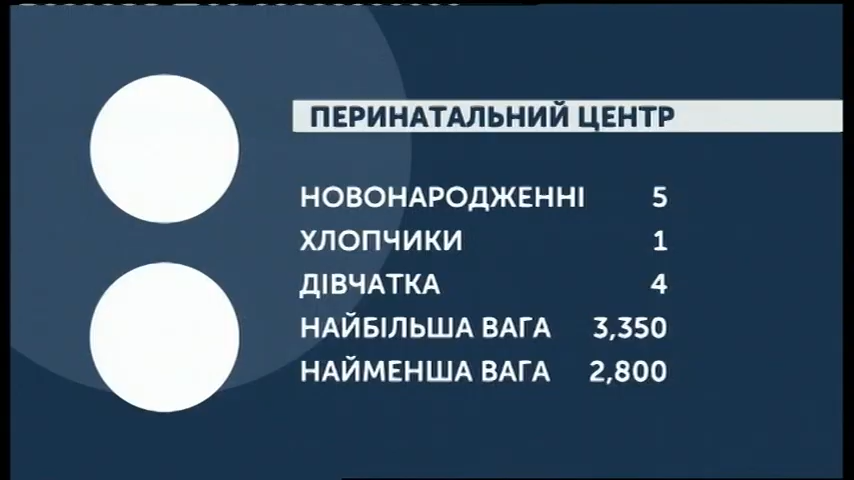 ПЕРИНАТАЛЬНИЙ ЦЕНТР
НОВОНАРОДЖЕННІ 5
ХЛОПЧИКИ 1
ДІВЧАТКА 4
НАЙБІЛЬША ВАГА 3,350
НАЙМЕНША ВАГА 2,800